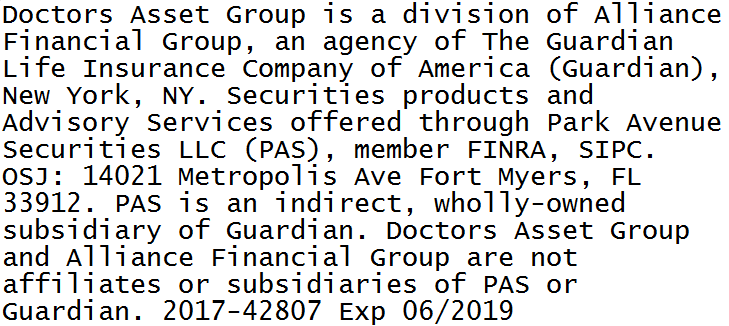 Doctors Asset Group is a division of Alliance
Financial Group, an agency of The Guardian
Life Insurance Company of America (Guardian),
New York, NY. Securities products and
Advisory Services offered through Park Avenue
Securities LLC (PAS), member FINRA, SIPC.
OSJ: 14021 Metropolis Ave Fort Myers, FL
33912. PAS is an indirect, wholly-owned
subsidiary of Guardian. Doctors Asset Group
and Alliance Financial Group are not
affiliates or subsidiaries of PAS or
Guardian. 2017-42807 Exp 06/2019